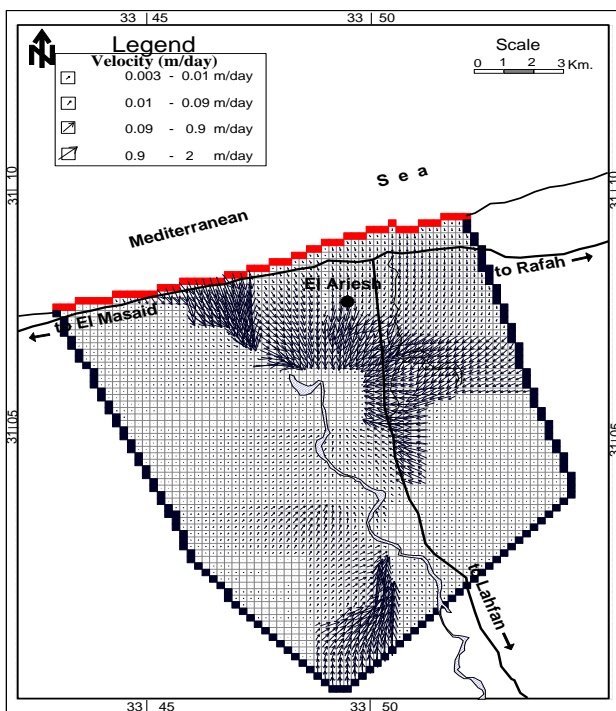 33 45
33 50
N
Legend
Velocity (m/day)
0.003 - 0.01 m/day
0.01 - 0.09 m/day
0.09 - 0.9 m/day
0.9 - 2 m/day
Scale
0 1 2 3 Km.
31 10
31 10
Sea
Mediterranean
to Rafah
El Ariesh
to El Masaid
31 05
31 05
to Lahfan
33 45
33 50